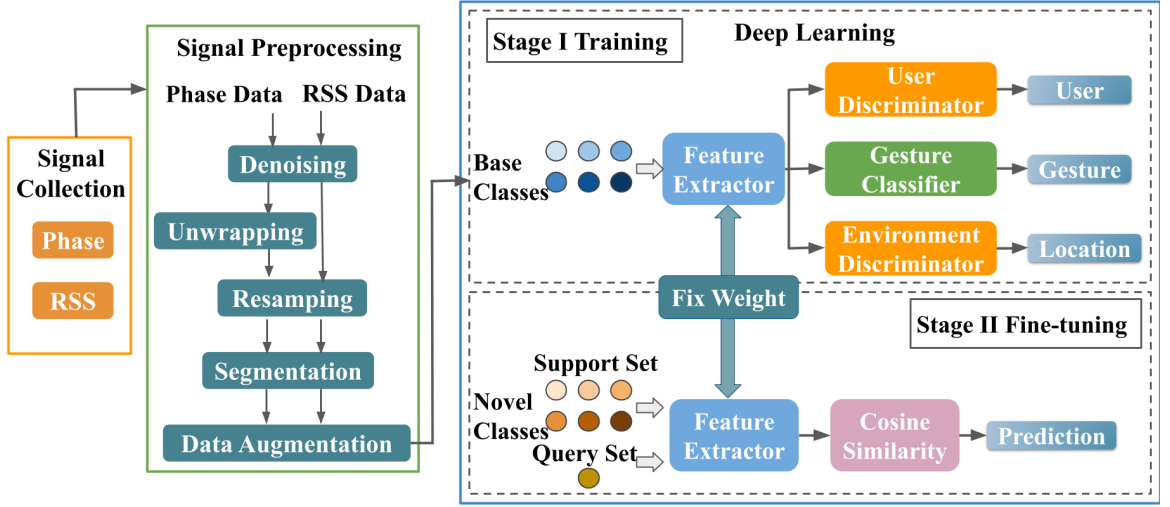 Signal
Collection
Phase
RSS
Signal Preprocessing
Phase Data
RSS Data
Denoising
Unwrapping
Resamping
Segmentation
Data Augmentation
Deep Learning
Stage I Training
Base
Classes
Feature
Extractor
User
Discriminator
User
Gesture
Classifier
Gesture
Environment
Discriminator
Location
Fix Weight
Stage II Fine-tuning
Support Set
Novel
Classes
Query Set
Feature
Extractor
Cosine
Similarity
Prediction